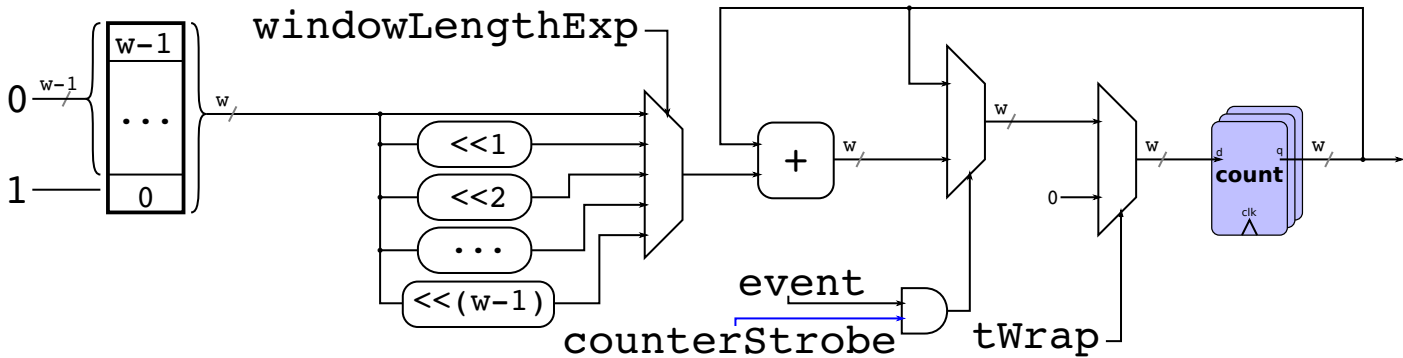 windowLengthExp
w-1
0
w-1
...
w
1
0
<<1
<<2
...
<<(w-1)
+
w
w
0
w
d
q
count
clk
w
event
counterStrobe
tWrap